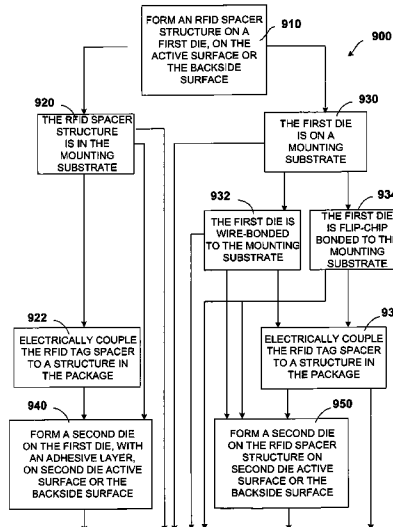 FORM AN RFID SPACER
STRUCTURE ON A
FIRST DIE, ON THE
ACTIVE SURFACE OR
THE BACKSIDE
SURFACE
910
900
920
THE RFID SPACER
STRUCTURE
IS IN THE
MOUNTING
SUBSTRATE
930
THE FIRST DIE
IS ON A
MOUNTING
SUBSTRATE
932
THE FIRST DIE IS
WIRE-BONDED
TO THE MOUNTING
SUBSTRATE
934
THE FIRST DIE
IS FLIP-CHIP
BONDED TO THE
MOUNTING
SUBSTRATE
922
ELECTRICALLY COUPLE
THE RFID TAG SPACER
TO A STRUCTURE IN
THE PACKAGE
ELECTRICALLY COUPLE
THE RFID TAG SPACER
TO A STRUCTURE IN
THE PACKAGE
940
FORM A SECOND DIE
ON THE FIRST DIE, WITH
AN ADHESIVE LAYER,
ON SECOND DIE ACTIVE
SURFACE OR THE
BACKSIDE SURFACE
950
FORM A SECOND DIE
ON THE RFID SPACER
STRUCTURE ON
SECOND DIE ACTIVE
SURFACE OR THE
BACKSIDE SURFACE